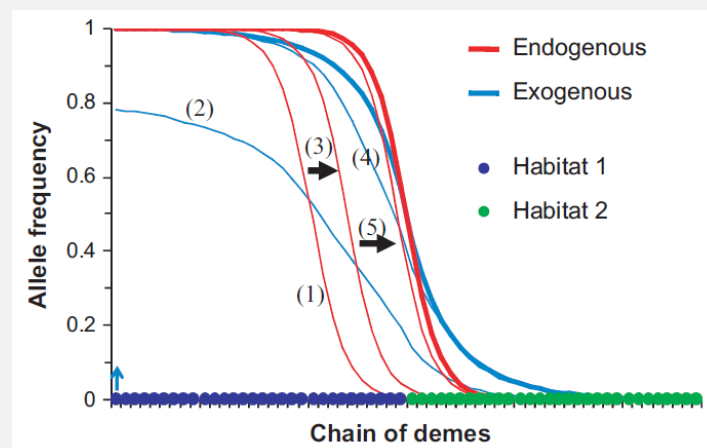 1
0.8
0.6
0.4
0.2
0
Allele frequency
(2)
(3)
(4)
(5)
(1)
Endogenous
Exogenous
Habitat 1
Habitat 2
Chain of demes